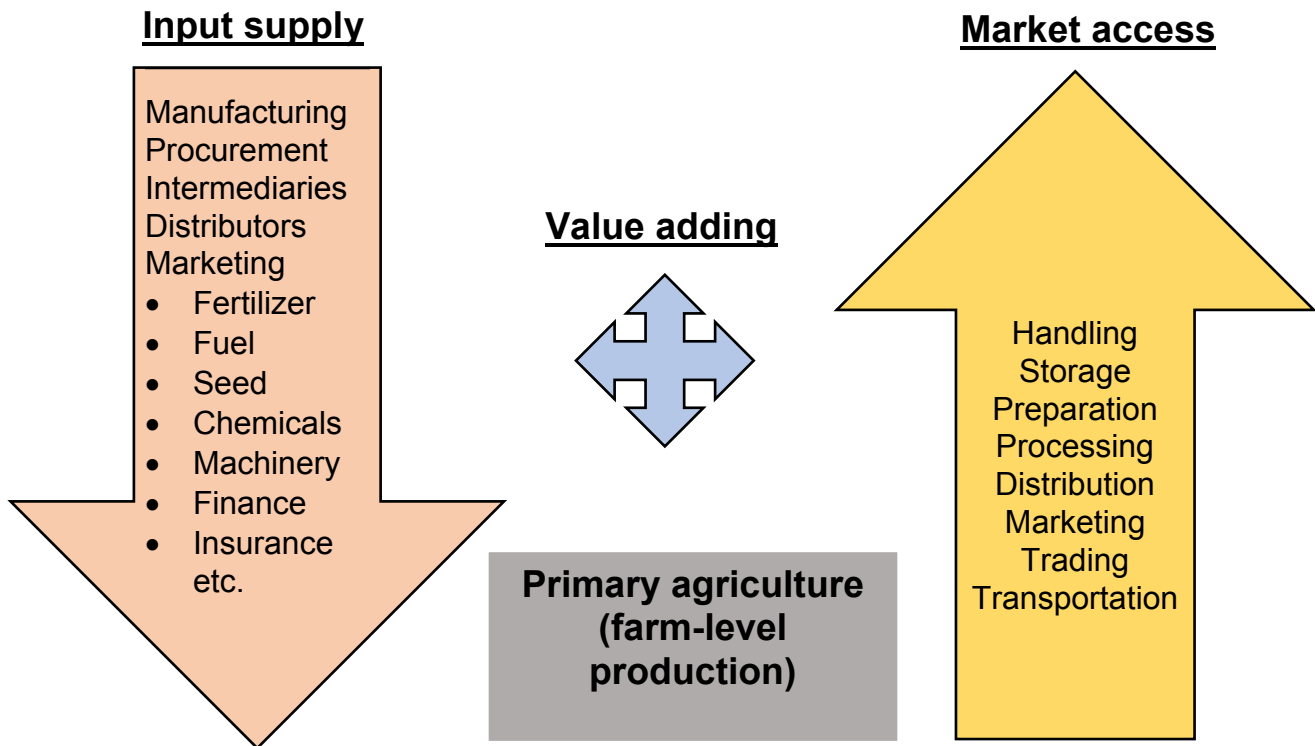 Input supply
Manufacturing
Procurement
Intermediaries
Distributors
Marketing
• Fertilizer
• Fuel
• Seed
• Chemicals
• Machinery
• Finance
• Insurance
etc.
Value adding
Primary agriculture
(farm-level
production)
Market access
Handling
Storage
Preparation
Processing
Distribution
Marketing
Trading
Transportation